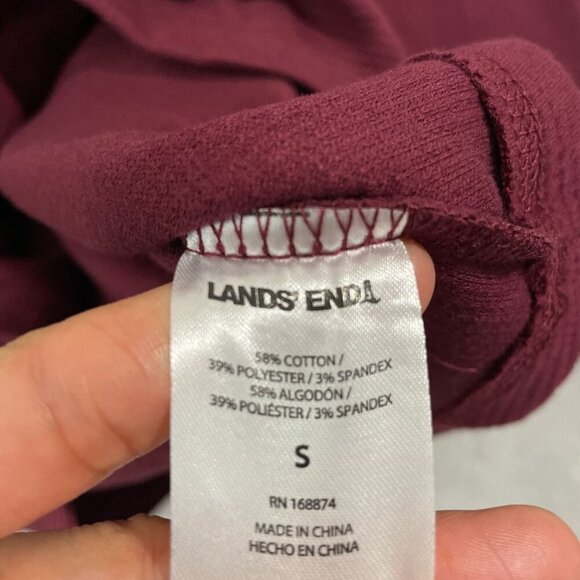 LANDS' END
58% COTTON /
39% POLYESTER / 3% SPANDEX
58% ALGODÓN /
39% POLIÉSTER / 3% SPANDEX
S
RN 168874
MADE IN CHINA
HECHO EN CHINA